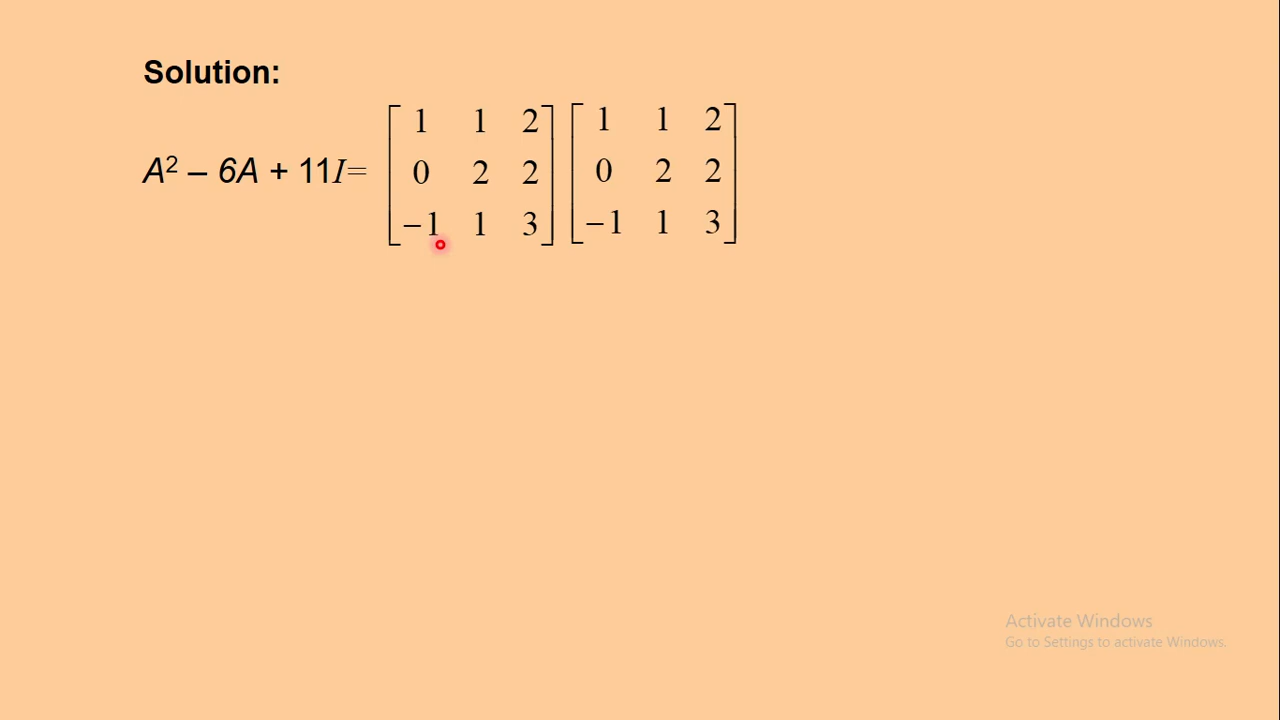 Solution:
1 1 2 1 1 2
A² – 6A + 11I= 0 2 2 0 2 2
−1 1 3 −1 1 3
Activate Windows
Go to Settings to activate Windows.